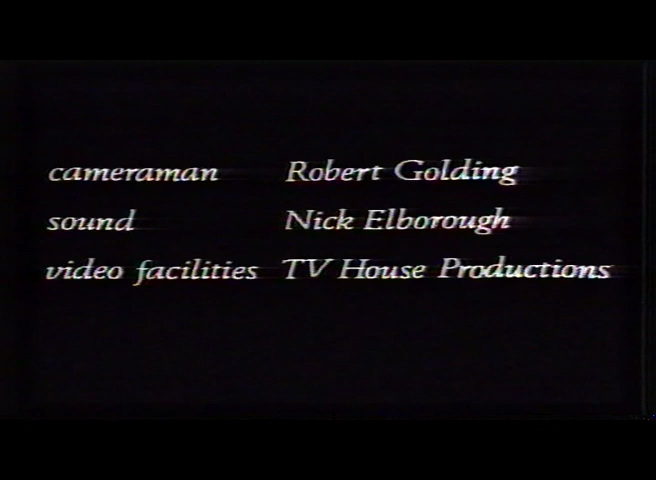 cameraman Robert Golding
sound Nick Elborough
video facilities TV House Productions